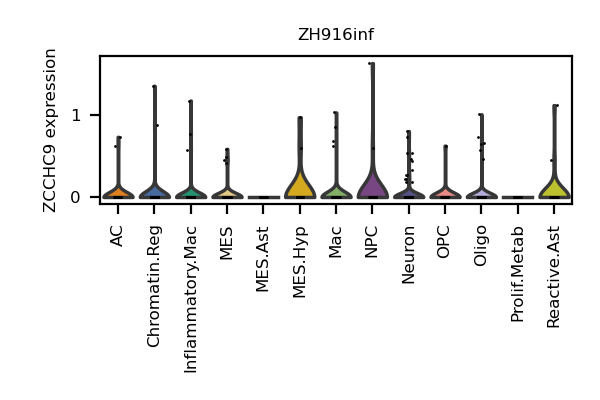 ZH916inf
ZCCHC9 expression
1
0
AC
Chromatin.Reg
Inflammatory.Mac
MES
MES.Ast
MES.Hyp
Mac
NPC
Neuron
OPC
Oligo
Prolif.Metab
Reactive.Ast